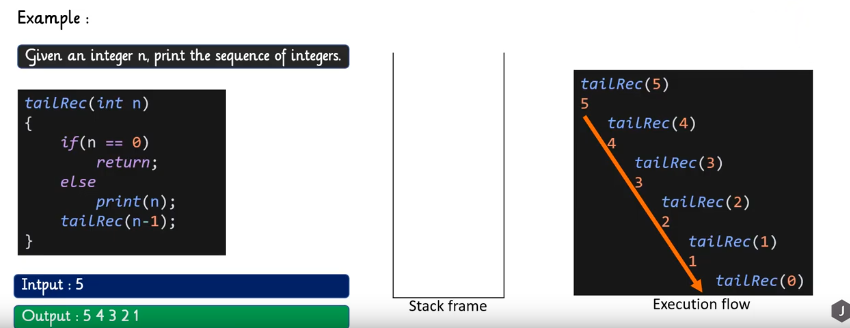 Example :
Given an integer n, print the sequence of integers.
tailRec(int n)
{
if(n == 0)
return;
else
print(n);
tailRec(n-1);
}
Intput : 5
Output : 5 4 3 2 1
Stack frame
tailRec(5)
5
tailRec(4)
4
tailRec(3)
3
tailRec(2)
2
tailRec(1)
1
tailRec(0)
Execution flow
J